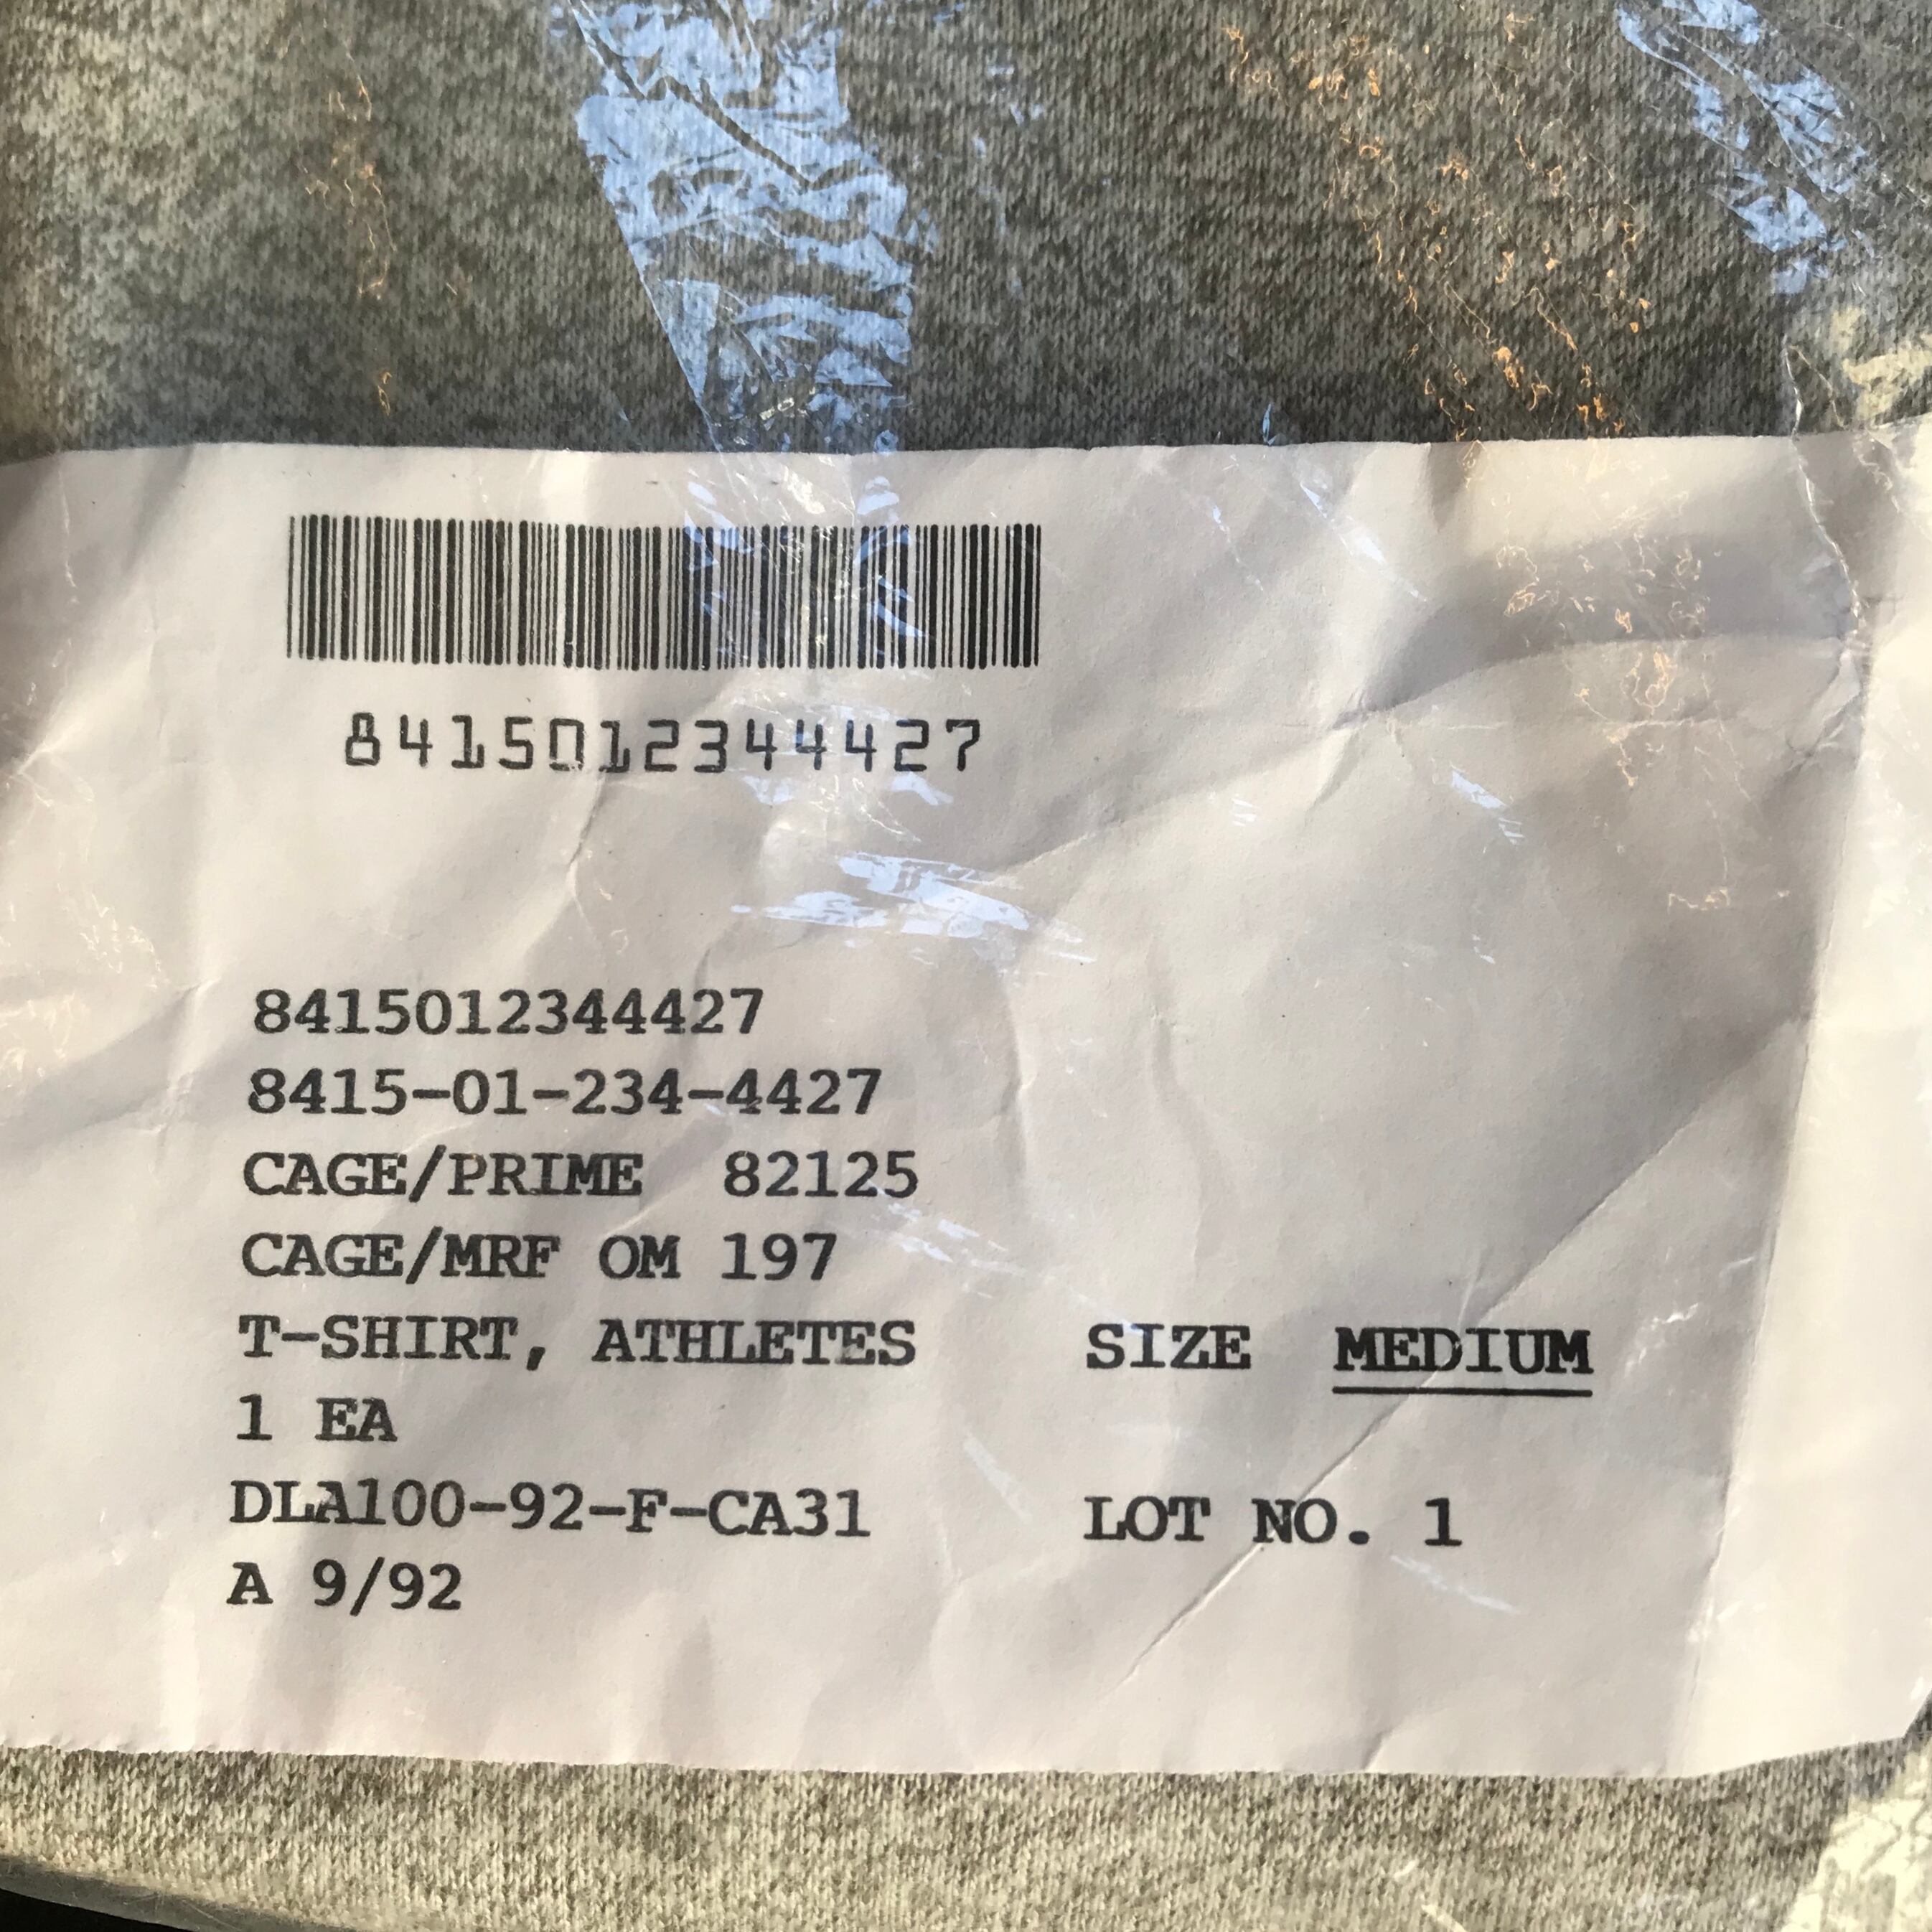 8415012344427
8415012344427
8415-01-234-4427
CAGE/PRIME 82125
CAGE/MRF OM 197
T-SHIRT, ATHLETES SIZE MEDIUM
1 EA
DLA100-92-F-CA31 LOT NO. 1
A 9/92